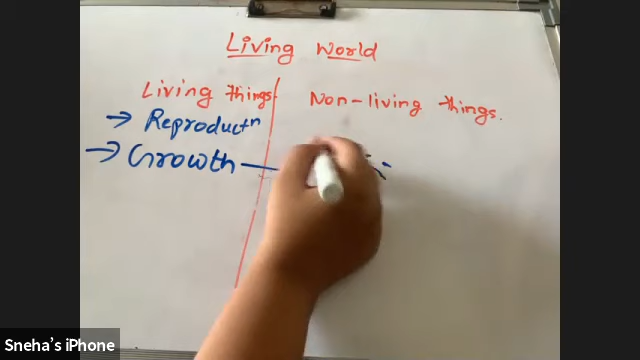 Living World
Living things
Non-living things.
→ Reproductn
→ Growth —
Sneha's iPhone